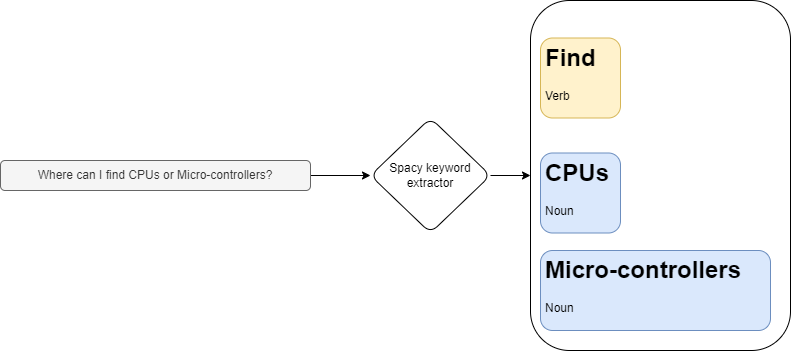 Where can I find CPUs or Micro-controllers?
Spacy keyword
extractor
Find
Verb
CPUs
Noun
Micro-controllers
Noun